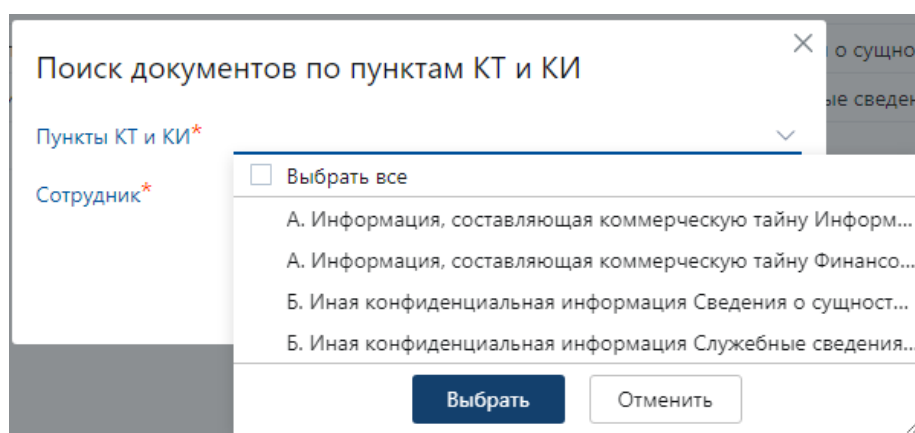 Поиск документов по пунктам КТ и КИ
о сущно
ые сведен
Пункты КТ и КИ*
Выбрать все
Сотрудник*
А. Информация, составляющая коммерческую тайну Информ...
А. Информация, составляющая коммерческую тайну Финансо...
Б. Иная конфиденциальная информация Сведения о сущност...
Б. Иная конфиденциальная информация Служебные сведения...
Выбрать Отменить